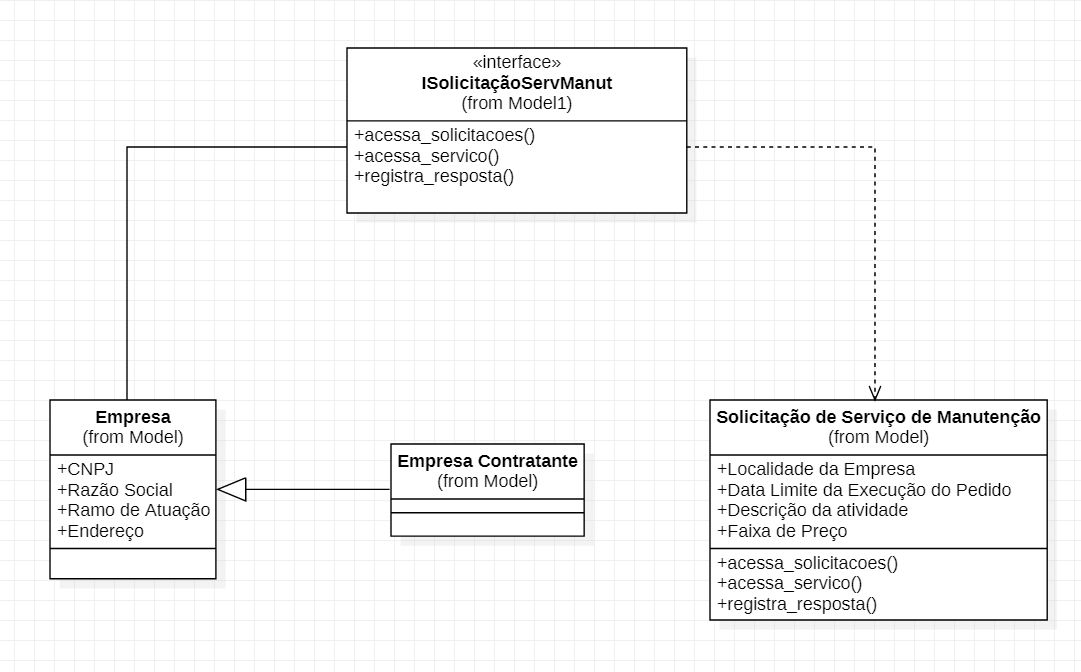 «interface»
ISolicitaçãoServManut
(from Model1)
+acessa_solicitacoes()
+acessa_servico()
+registra_resposta()
Empresa
(from Model)
+CNPJ
+Razão Social
+Ramo de Atuação
+Endereço
Empresa Contratante
(from Model)
Solicitação de Serviço de Manutenção
(from Model)
+Localidade da Empresa
+Data Limite da Execução do Pedido
+Descrição da atividade
+Faixa de Preço
+acessa_solicitacoes()
+acessa_servico()
+registra_resposta()